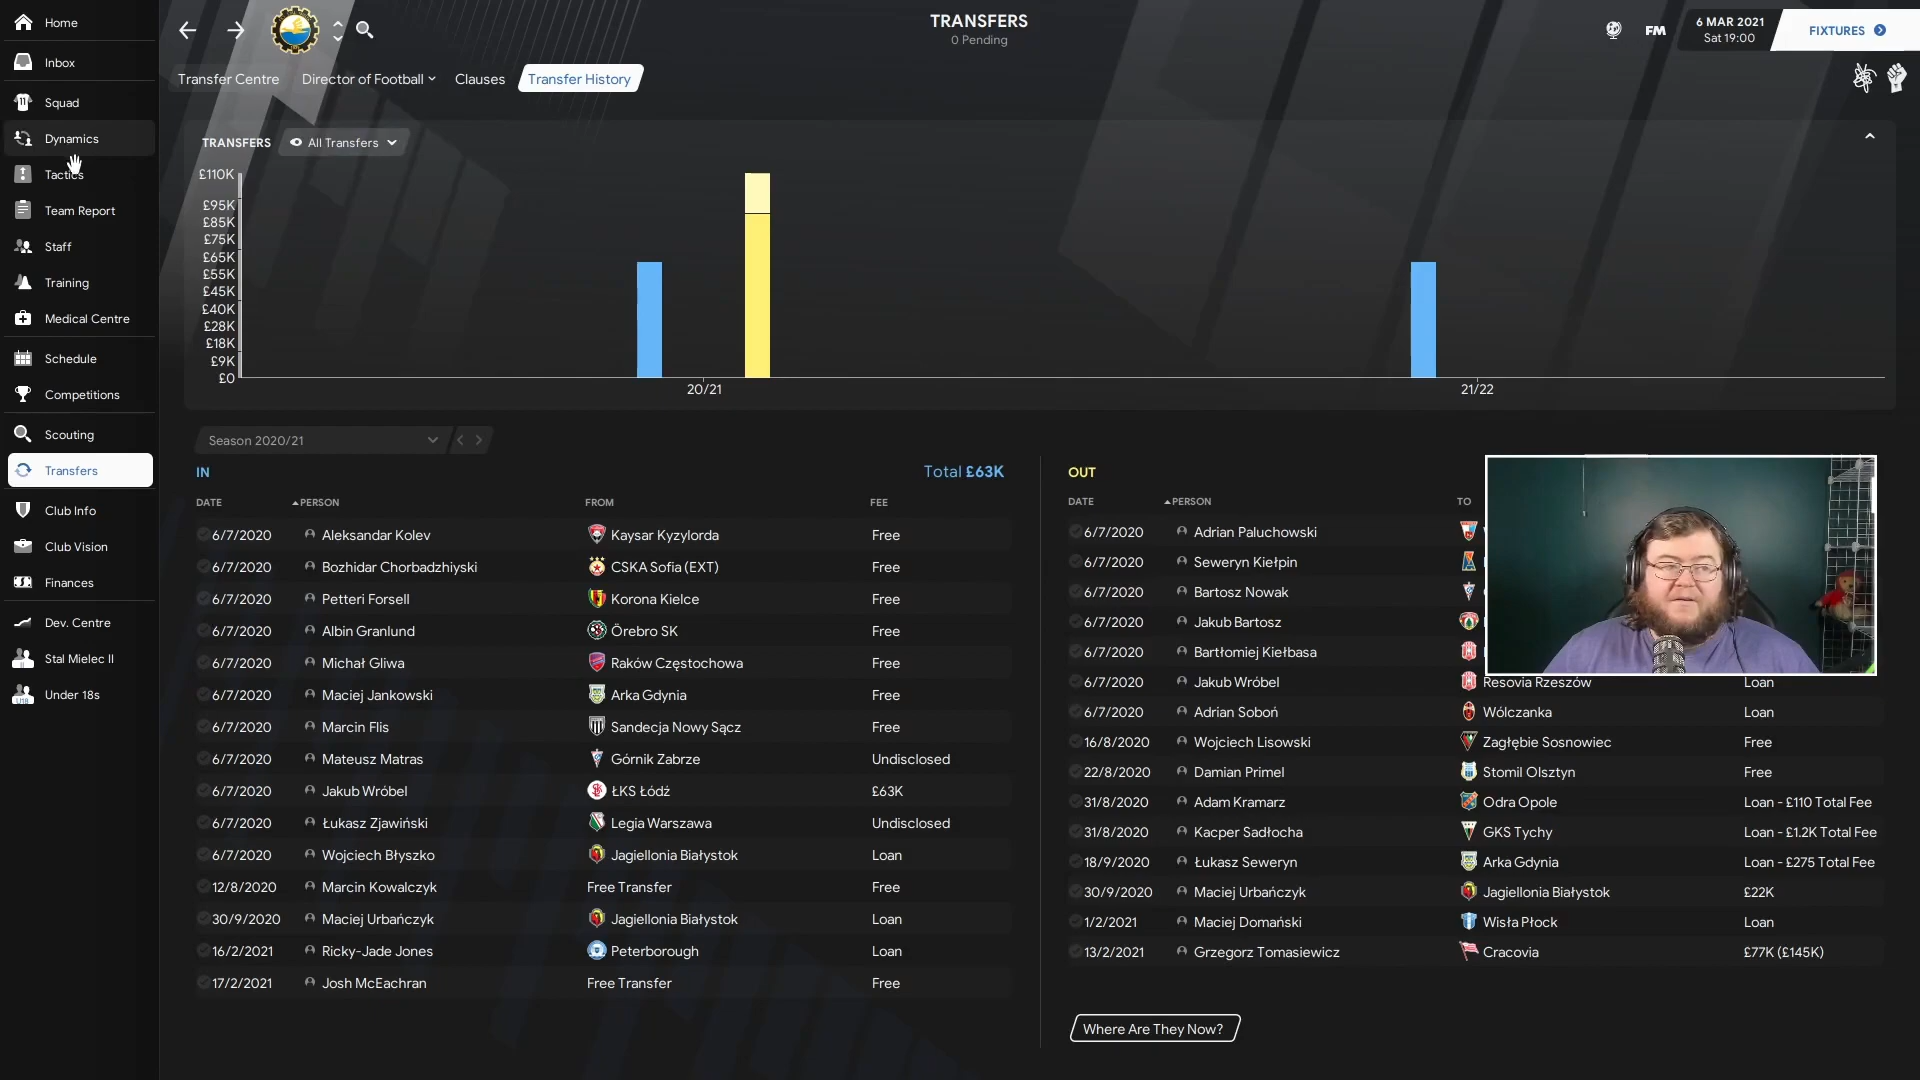 Home
Inbox
Squad
Dynamics
Tactics
Team Report
Staff
Training
Medical Centre
Schedule
Competitions
Scouting
Transfers
Club Info
Club Vision
Finances
Dev. Centre
Stal Mielec II
Under 18s
TRANSFERS
0 Pending
FM
6 MAR 2021
Sat 19:00
FIXTURES
Transfer Centre Director of Football Clauses Transfer History
TRANSFERS All Transfers
£110K
£95K
£85K
£75K
£65K
£55K
£45K
£40K
£28K
£18K
£9K
£0
20/21 21/22
Season 2020/21
IN Total £63K
DATE PERSON FROM FEE
6/7/2020 Aleksandar Kolev Kaysar Kyzylorda Free
6/7/2020 Bozhidar Chorbadzhiyski CSKA Sofia (EXT) Free
6/7/2020 Petteri Forsell Korona Kielce Free
6/7/2020 Albin Granlund Örebro SK Free
6/7/2020 Michał Gliwa Raków Częstochowa Free
6/7/2020 Maciej Jankowski Arka Gdynia Free
6/7/2020 Marcin Flis Sandecja Nowy Sącz Free
6/7/2020 Mateusz Matras Górnik Zabrze Undisclosed
6/7/2020 Jakub Wróbel ŁKS Łódź £63K
6/7/2020 Łukasz Zjawiński Legia Warszawa Undisclosed
6/7/2020 Wojciech Błyszko Jagiellonia Białystok Loan
12/8/2020 Marcin Kowalczyk Free Transfer Free
30/9/2020 Maciej Urbańczyk Jagiellonia Białystok Loan
16/2/2021 Ricky-Jade Jones Peterborough Loan
17/2/2021 Josh McEachran Free Transfer Free
OUT
DATE PERSON TO
6/7/2020 Adrian Paluchowski
6/7/2020 Seweryn Kiełpin
6/7/2020 Bartosz Nowak
6/7/2020 Jakub Bartosz
6/7/2020 Bartłomiej Kiełbasa
6/7/2020 Jakub Wróbel Resovia Rzeszów Loan
6/7/2020 Adrian Soboń Wólczanka Loan
16/8/2020 Wojciech Lisowski Zagłębie Sosnowiec Free
22/8/2020 Damian Primel Stomil Olsztyn Free
31/8/2020 Adam Kramarz Odra Opole Loan - £110 Total Fee
31/8/2020 Kacper Sadłocha GKS Tychy Loan - £1.2K Total Fee
18/9/2020 Łukasz Seweryn Arka Gdynia Loan - £275 Total Fee
30/9/2020 Maciej Urbańczyk Jagiellonia Białystok £22K
1/2/2021 Maciej Domański Wisła Płock Loan
13/2/2021 Grzegorz Tomasiewicz Cracovia £77K (£145K)
Where Are They Now?